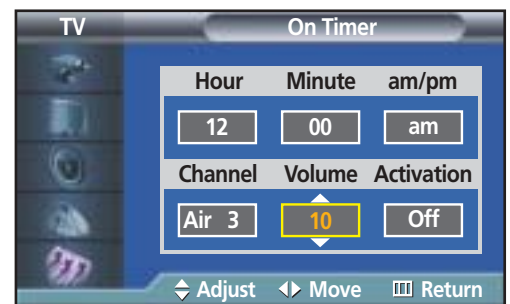 TV On Timer
Hour Minute am/pm
12 00 am
Channel Volume Activation
Air 3 10 Off
Adjust Move Return